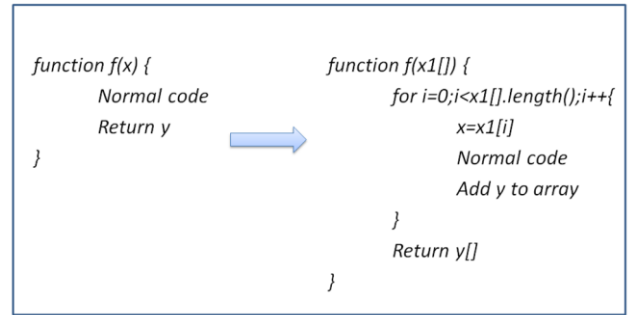 function f(x) {
Normal code
Return y
}
function f(x1[]) {
for i=0;i<x1[].length();i++{
x=x1[i]
Normal code
Add y to array
}
Return y[]
}